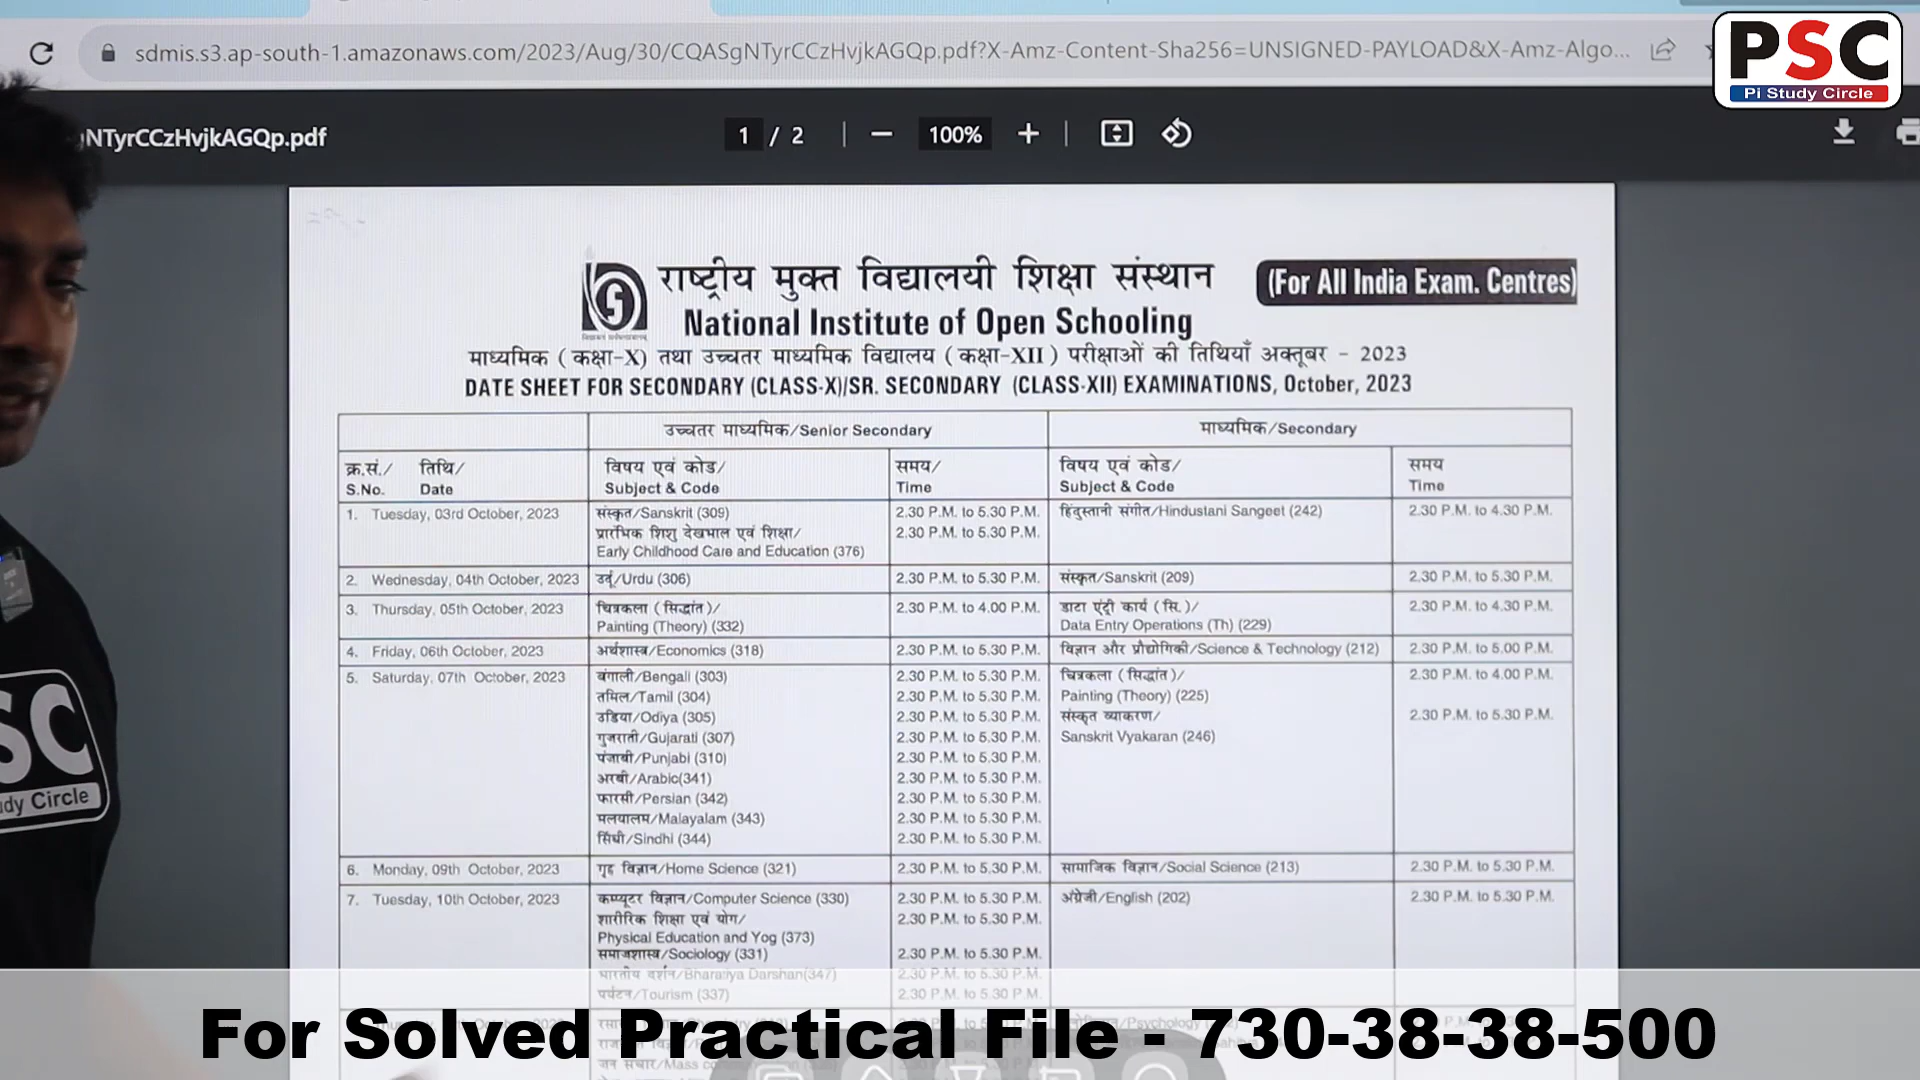 sdmis.s3.ap-south-1.amazonaws.com/2023/Aug/30/CQASgNTyrCCzHvjkAGQp.pdf?X-Amz-Content-Sha256=UNSIGNED-PAYLOAD&X-Amz-Algo...
PSC
Pi Study Circle
NTyrCCzHvjkAGQp.pdf
1 / 2
100%
राष्ट्रीय मुक्त विद्यालयी शिक्षा संस्थान
(For All India Exam. Centres)
National Institute of Open Schooling
माध्यमिक (कक्षा-X) तथा उच्चतर माध्यमिक विद्यालय (कक्षा-XII) परीक्षाओं की तिथियाँ अक्तूबर - 2023
DATE SHEET FOR SECONDARY (CLASS-X)/SR. SECONDARY (CLASS-XII) EXAMINATIONS, October, 2023
उच्चतर माध्यमिक/Senior Secondary माध्यमिक/Secondary
क्र.सं./ तिथि/ विषय एवं कोड/ समय/ विषय एवं कोड/ समय
S.No. Date Subject & Code Time Subject & Code Time
1. Tuesday, 03rd October, 2023 संस्कृत/Sanskrit (309) 2.30 P.M. to 5.30 P.M. हिंदुस्तानी संगीत/Hindustani Sangeet (242) 2.30 P.M. to 4.30 P.M.
प्रारंभिक शिशु देखभाल एवं शिक्षा/ 2.30 P.M. to 5.30 P.M.
Early Childhood Care and Education (376)
2. Wednesday, 04th October, 2023 उर्दू/Urdu (306) 2.30 P.M. to 5.30 P.M. संस्कृत/Sanskrit (209) 2.30 P.M. to 5.30 P.M.
3. Thursday, 05th October, 2023 चित्रकला (सिद्धांत)/ 2.30 P.M. to 4.00 P.M. डाटा एंट्री कार्य (सि.)/ 2.30 P.M. to 4.30 P.M.
Painting (Theory) (332) Data Entry Operations (Th) (229)
4. Friday, 06th October, 2023 अर्थशास्त्र/Economics (318) 2.30 P.M. to 5.30 P.M. विज्ञान और प्रौद्योगिकी/Science & Technology (212) 2.30 P.M. to 5.00 P.M.
5. Saturday, 07th October, 2023 बंगाली/Bengali (303) 2.30 P.M. to 5.30 P.M. चित्रकला (सिद्धांत)/ 2.30 P.M. to 4.00 P.M.
तमिल/Tamil (304) 2.30 P.M. to 5.30 P.M. Painting (Theory) (225)
उडिया/Odiya (305) 2.30 P.M. to 5.30 P.M. संस्कृत व्याकरण/ 2.30 P.M. to 5.30 P.M.
गुजराती/Gujarati (307) 2.30 P.M. to 5.30 P.M. Sanskrit Vyakaran (246)
पंजाबी/Punjabi (310) 2.30 P.M. to 5.30 P.M.
अरबी/Arabic(341) 2.30 P.M. to 5.30 P.M.
फारसी/Persian (342) 2.30 P.M. to 5.30 P.M.
मलयालम/Malayalam (343) 2.30 P.M. to 5.30 P.M.
सिंधी/Sindhi (344) 2.30 P.M. to 5.30 P.M.
6. Monday, 09th October, 2023 गृह विज्ञान/Home Science (321) 2.30 P.M. to 5.30 P.M. सामाजिक विज्ञान/Social Science (213) 2.30 P.M. to 5.30 P.M.
7. Tuesday, 10th October, 2023 कम्प्यूटर विज्ञान/Computer Science (330) 2.30 P.M. to 5.30 P.M. अंग्रेजी/English (202) 2.30 P.M. to 5.30 P.M.
शारीरिक शिक्षा एवं योग/ 2.30 P.M. to 5.30 P.M.
Physical Education and Yog (373)
समाजशास्त्र/Sociology (331) 2.30 P.M. to 5.30 P.M.
भारतीय दर्शन/Bharatiya Darshan(347) 2.30 P.M. to 5.30 P.M.
पर्यटन/Tourism (337) 2.30 P.M. to 5.30 P.M.
SC
dy Circle
For Solved Practical File - 730-38-38-500
जन संचार/Mass